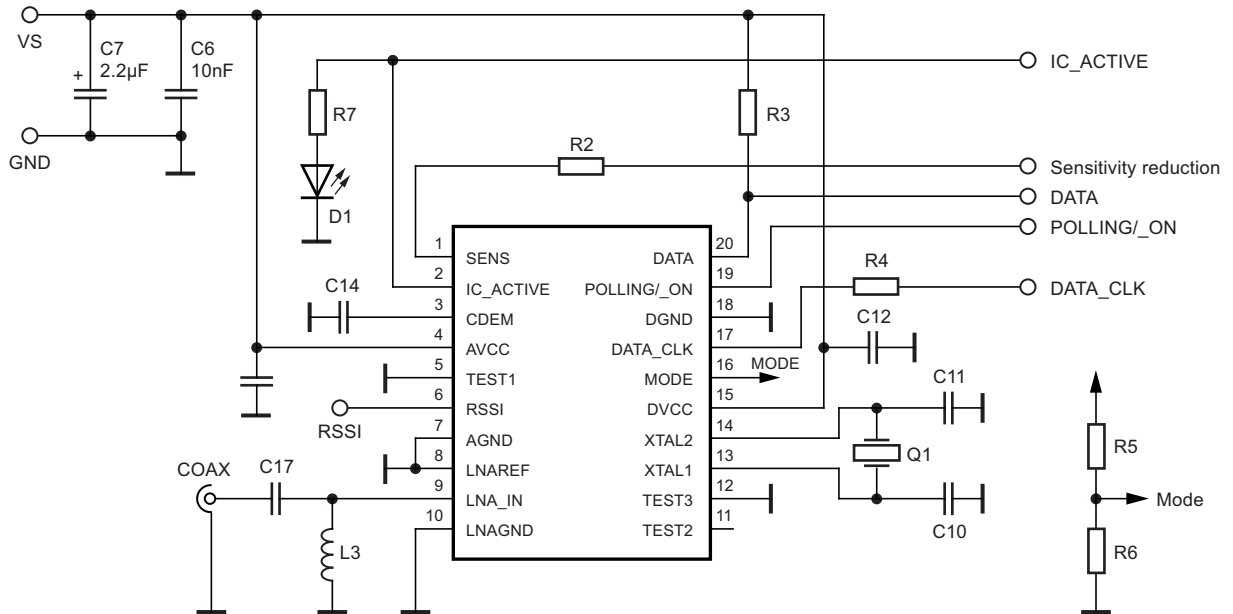 VS
C7
2.2µF
+
C6
10nF
GND
R7
D1
IC_ACTIVE
R3
R2
Sensitivity reduction
DATA
POLLING/_ON
R4
DATA_CLK
C14
C12
1 SENS
2 IC_ACTIVE
3 CDEM
4 AVCC
5 TEST1
6 RSSI
7 AGND
8 LNAREF
9 LNA_IN
10 LNAGND
20 DATA
19 POLLING/_ON
18 DGND
17 DATA_CLK
16 MODE
15 DVCC
14 XTAL2
13 XTAL1
12 TEST3
11 TEST2
MODE
RSSI
COAX
C17
L3
C11
Q1
C10
R5
Mode
R6